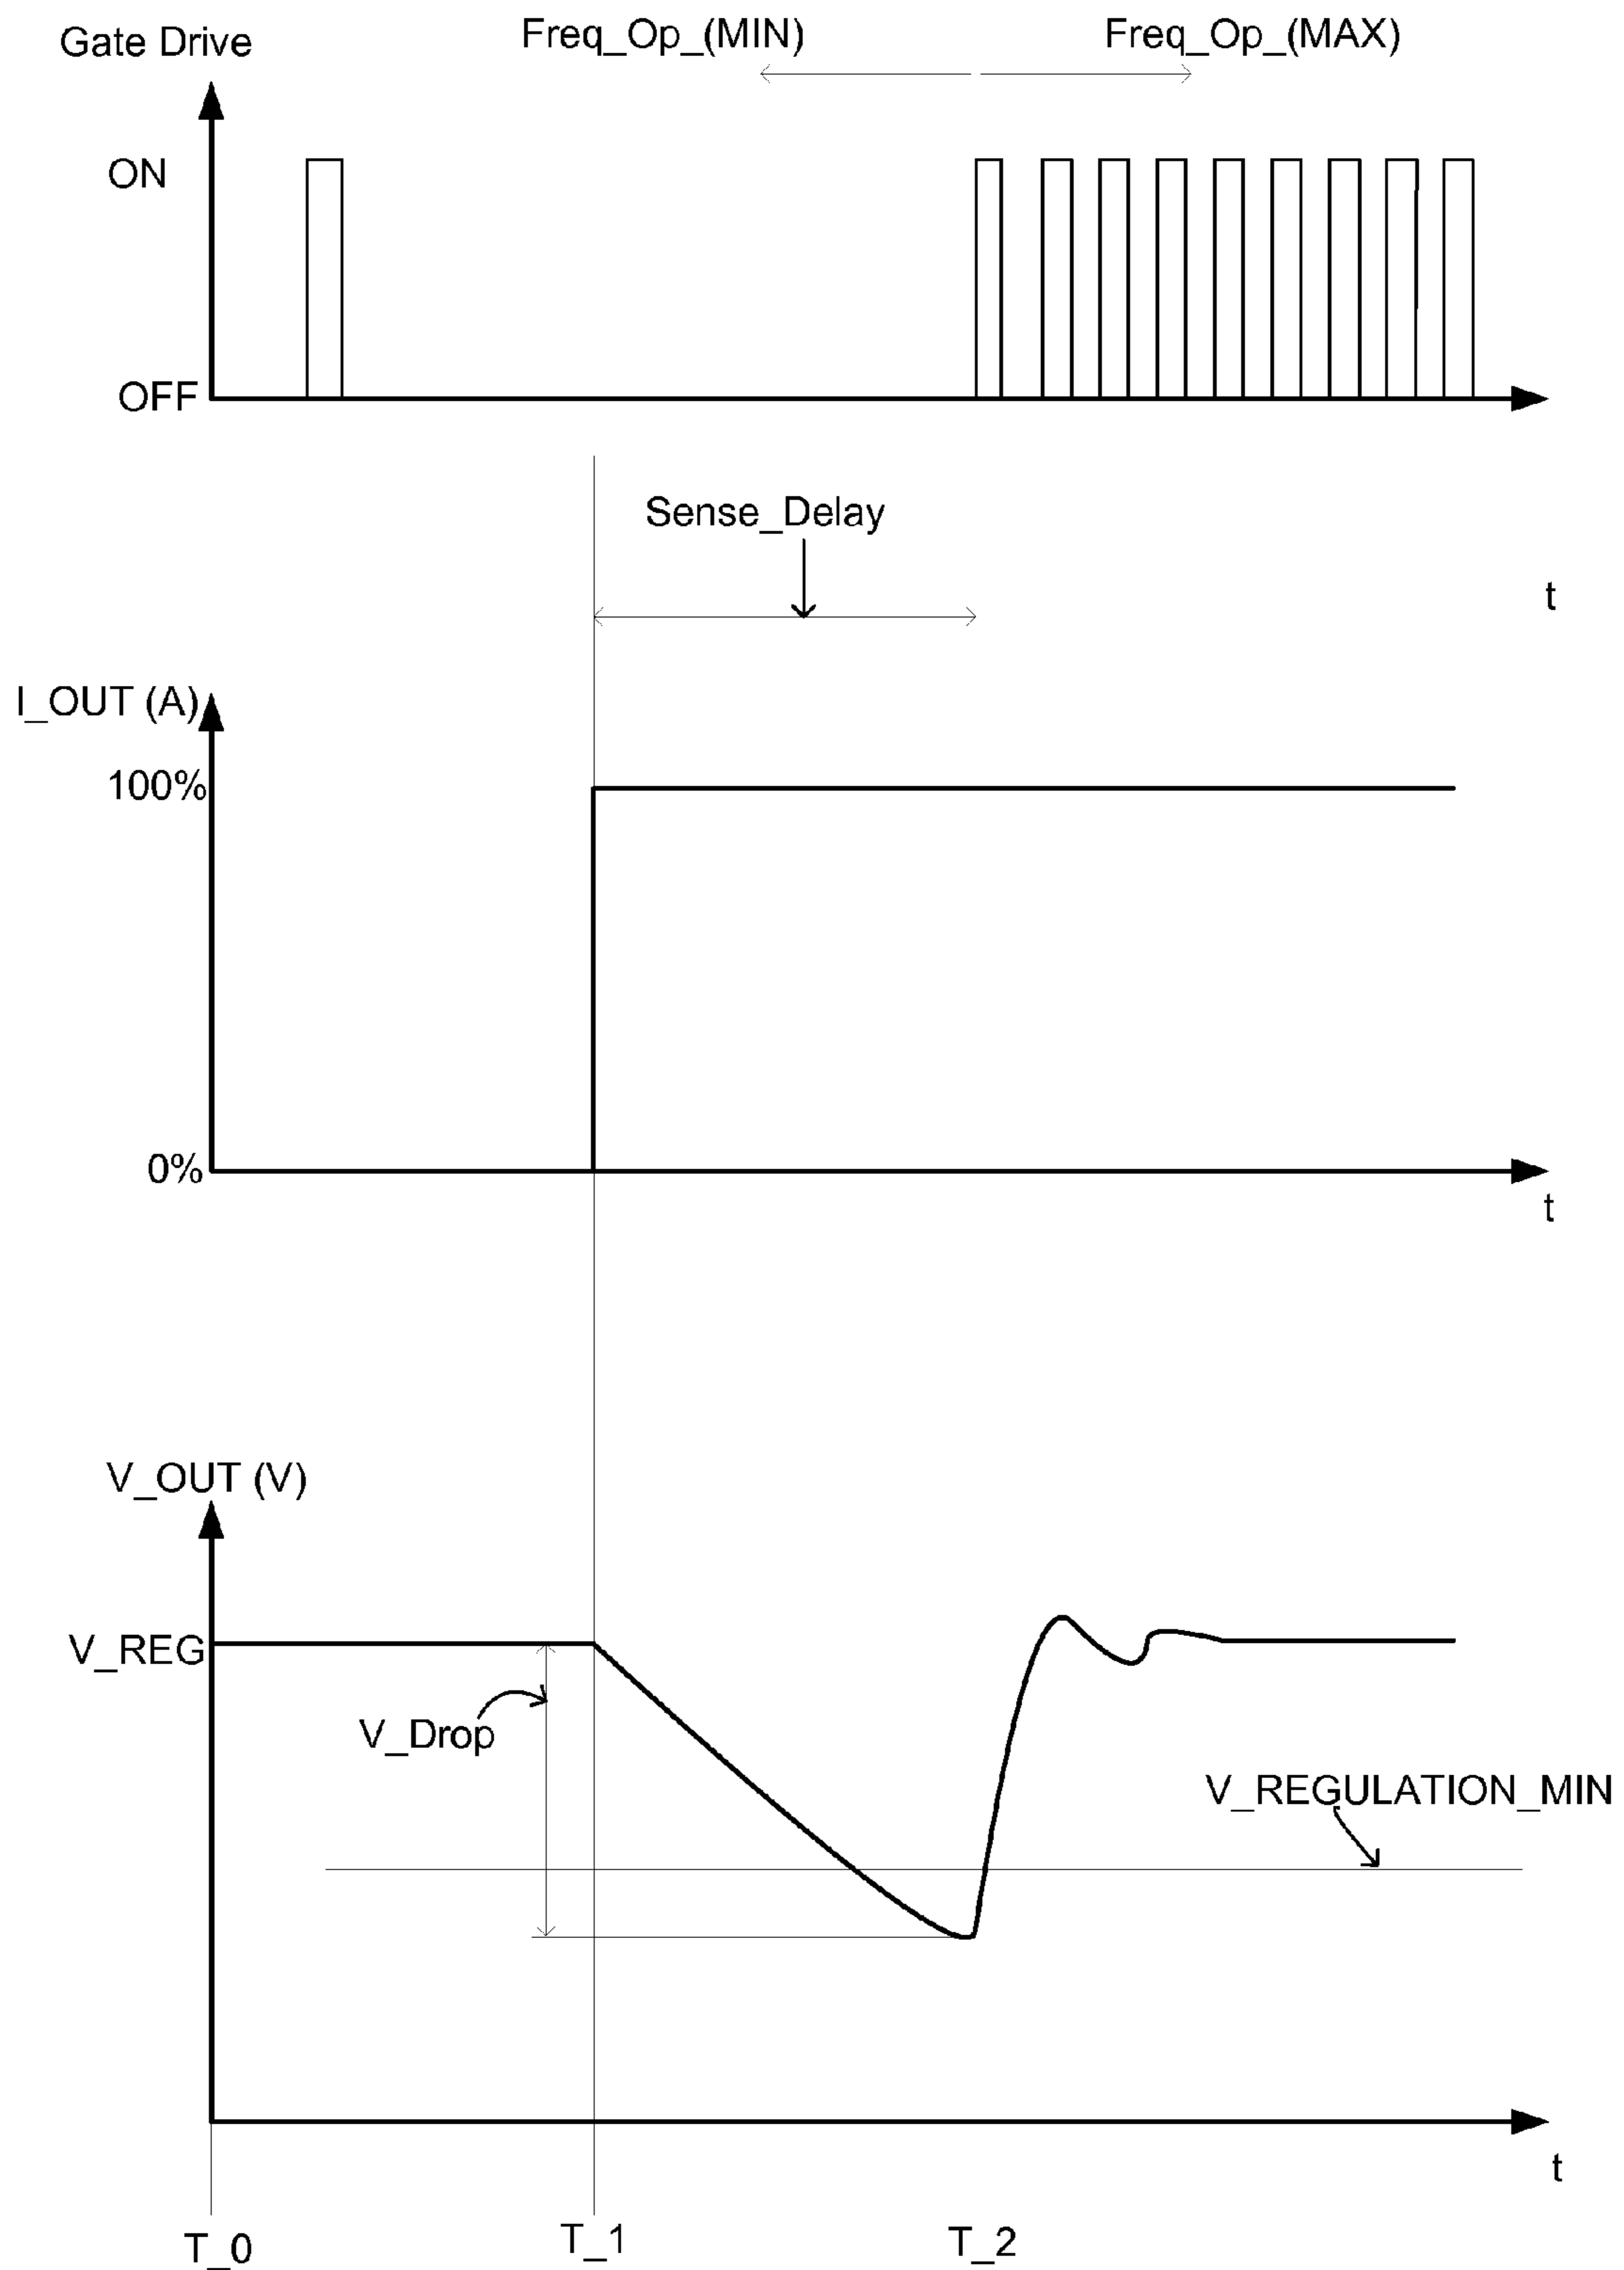 Gate Drive
Freq_Op_(MIN)
Freq_Op_(MAX)
ON
OFF
Sense_Delay
t
I_OUT (A)
100%
0%
t
V_OUT (V)
V_REG
V_Drop
V_REGULATION_MIN
t
T_0
T_1
T_2